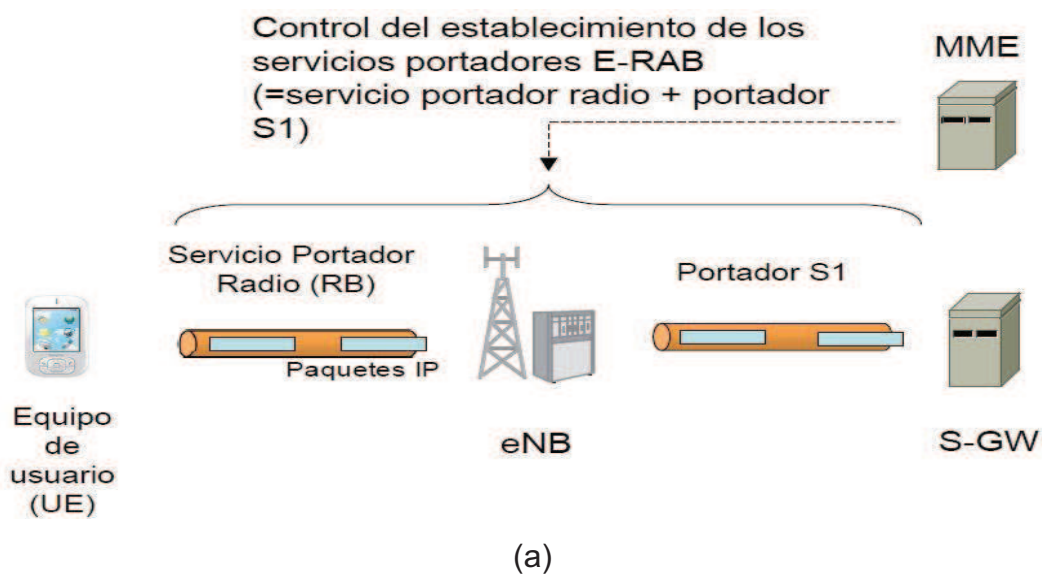 Control del establecimiento de los
servicios portadores E-RAB
(=servicio portador radio + portador
S1)
MME
Servicio Portador
Radio (RB)
Portador S1
Paquetes IP
Equipo
de
usuario
(UE)
eNB
S-GW
(a)